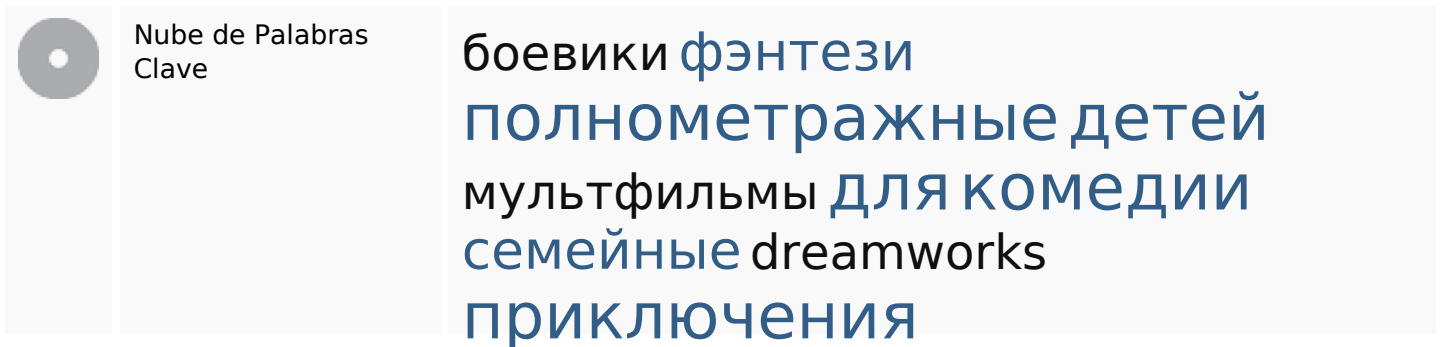 Nube de Palabras
Clave
боевики фэнтези
полнометражные детей
мультфильмы для комедии
семейные dreamworks
приключения